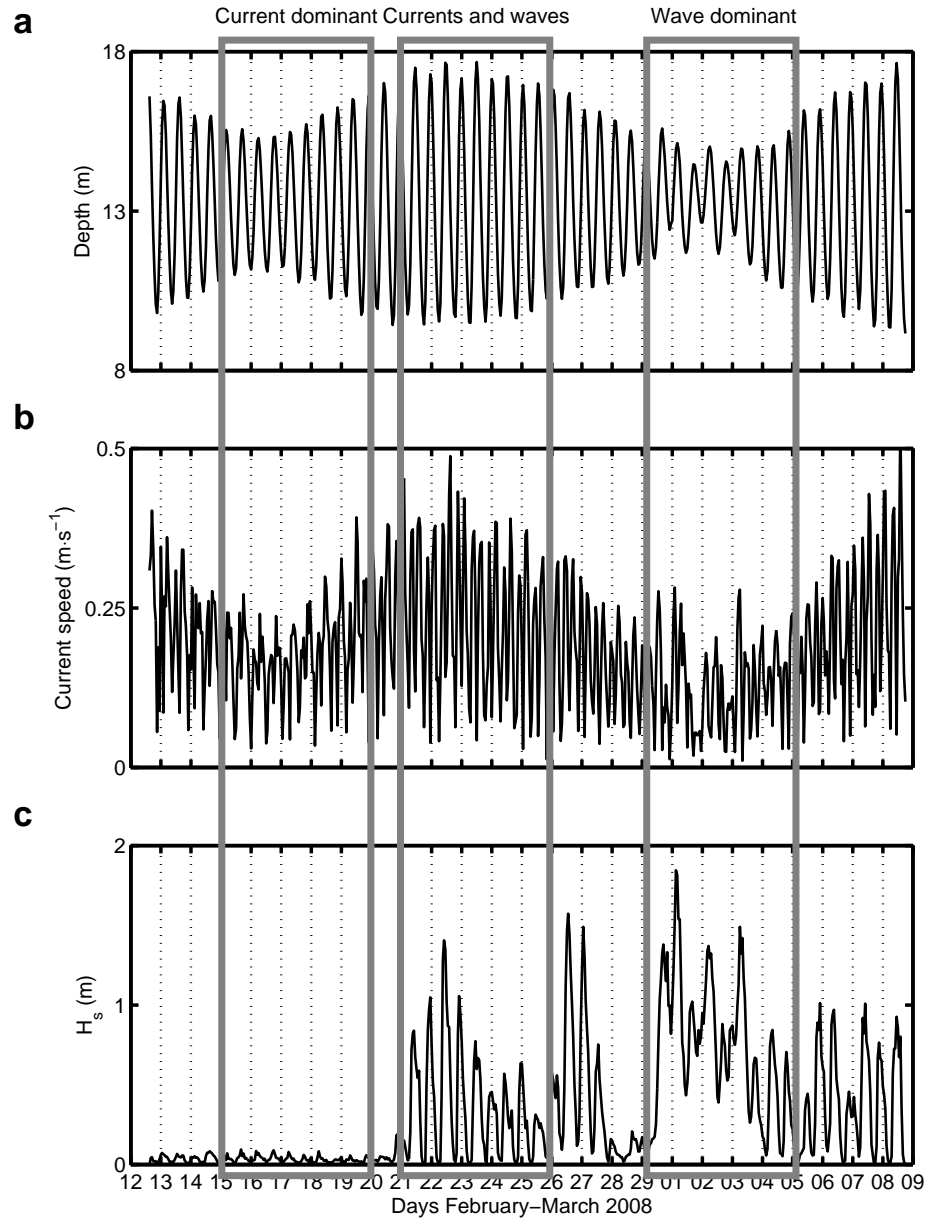 a
Current dominant Currents and waves Wave dominant
18
13
8
Depth (m)
b
0.5
0.25
0
Current speed (m·s⁻¹)
c
2
1
0
Hₛ (m)
12 13 14 15 16 17 18 19 20 21 22 23 24 25 26 27 28 29 01 02 03 04 05 06 07 08 09
Days February–March 2008